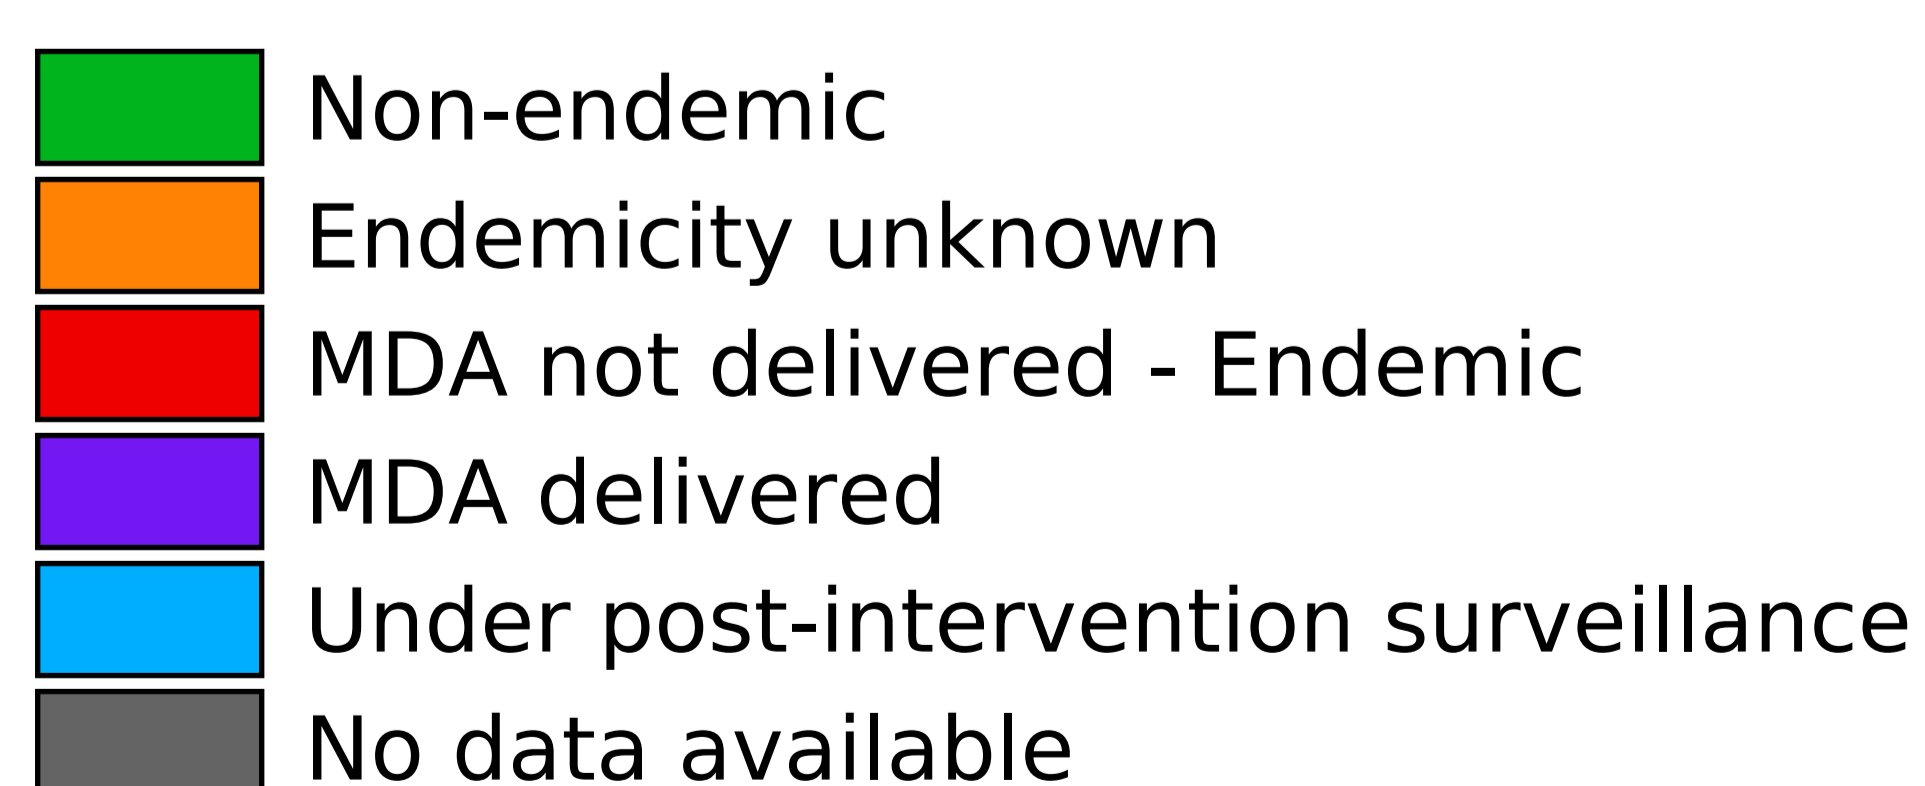 Non-endemic
Endemicity unknown
MDA not delivered - Endemic
MDA delivered
Under post-intervention surveillance
No data available